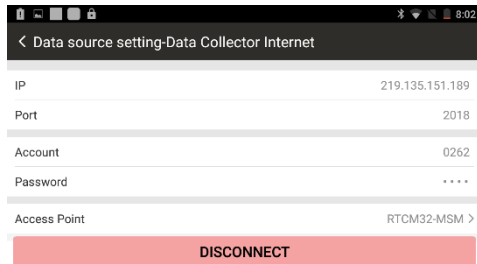 8:02
Data source setting-Data Collector Internet
IP 219.135.151.189
Port 2018
Account 0262
Password ····
Access Point RTCM32-MSM >
DISCONNECT